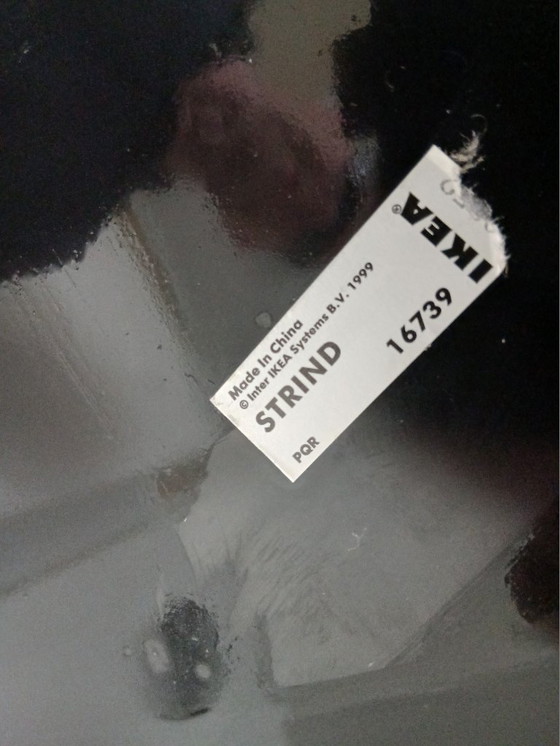 IKEA®
Made In China
© Inter IKEA Systems B.V. 1999
STRIND
16739
PQR